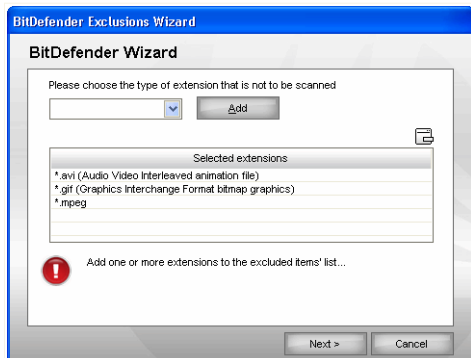 BitDefender Exclusions Wizard
BitDefender Wizard
Please choose the type of extension that is not to be scanned
Add
Selected extensions
*.avi (Audio Video Interleaved animation file)
*.gif (Graphics Interchange Format bitmap graphics)
*.mpeg
Add one or more extensions to the excluded items' list...
Next >
Cancel